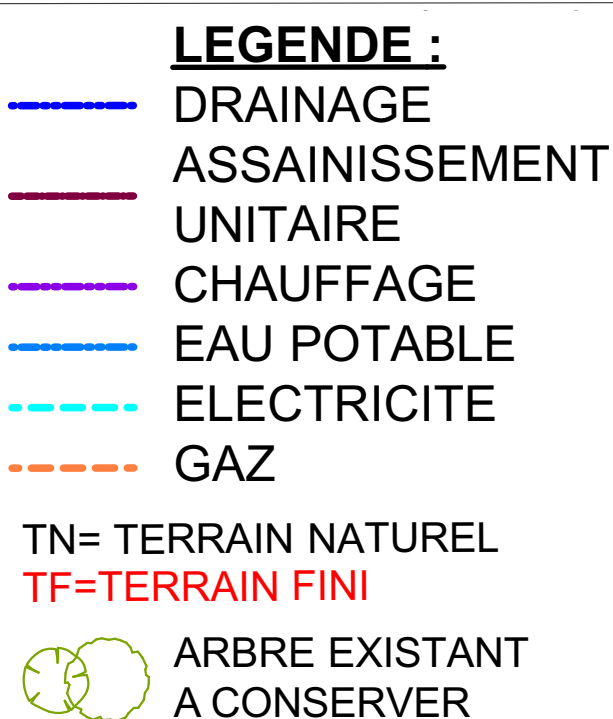 LEGENDE :
DRAINAGE
ASSAINISSEMENT
UNITAIRE
CHAUFFAGE
EAU POTABLE
ELECTRICITE
GAZ
TN= TERRAIN NATUREL
TF=TERRAIN FINI
ARBRE EXISTANT
A CONSERVER